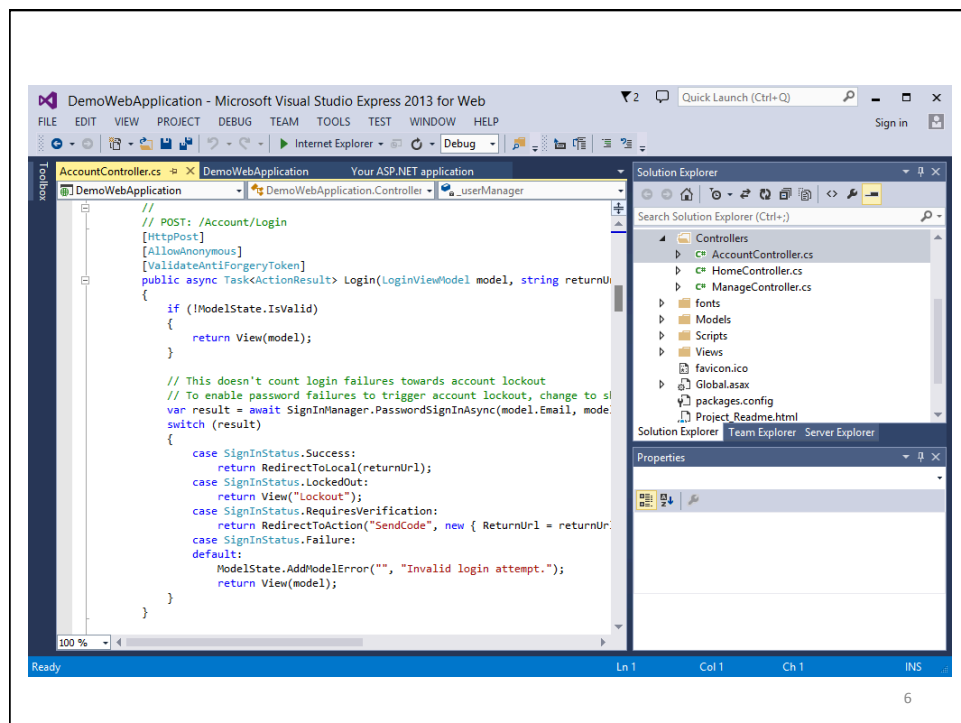 DemoWebApplication - Microsoft Visual Studio Express 2013 for Web
2
Quick Launch (Ctrl+Q)
FILE EDIT VIEW PROJECT DEBUG TEAM TOOLS TEST WINDOW HELP
Sign in
Internet Explorer
Debug
Toolbox
AccountController.cs DemoWebApplication Your ASP.NET application
DemoWebApplication DemoWebApplication.Controller _userManager
//
// POST: /Account/Login
[HttpPost]
[AllowAnonymous]
[ValidateAntiForgeryToken]
public async Task<ActionResult> Login(LoginViewModel model, string returnU
{
if (!ModelState.IsValid)
{
return View(model);
}
// This doesn't count login failures towards account lockout
// To enable password failures to trigger account lockout, change to sh
var result = await SignInManager.PasswordSignInAsync(model.Email, mode
switch (result)
{
case SignInStatus.Success:
return RedirectToLocal(returnUrl);
case SignInStatus.LockedOut:
return View("Lockout");
case SignInStatus.RequiresVerification:
return RedirectToAction("SendCode", new { ReturnUrl = returnUr
case SignInStatus.Failure:
default:
ModelState.AddModelError("", "Invalid login attempt.");
return View(model);
}
}
100 %
Solution Explorer
Search Solution Explorer (Ctrl+;)
Controllers
C# AccountController.cs
C# HomeController.cs
C# ManageController.cs
fonts
Models
Scripts
Views
favicon.ico
Global.asax
packages.config
Project_Readme.html
Solution Explorer Team Explorer Server Explorer
Properties
Ready
Ln 1 Col 1 Ch 1 INS
6